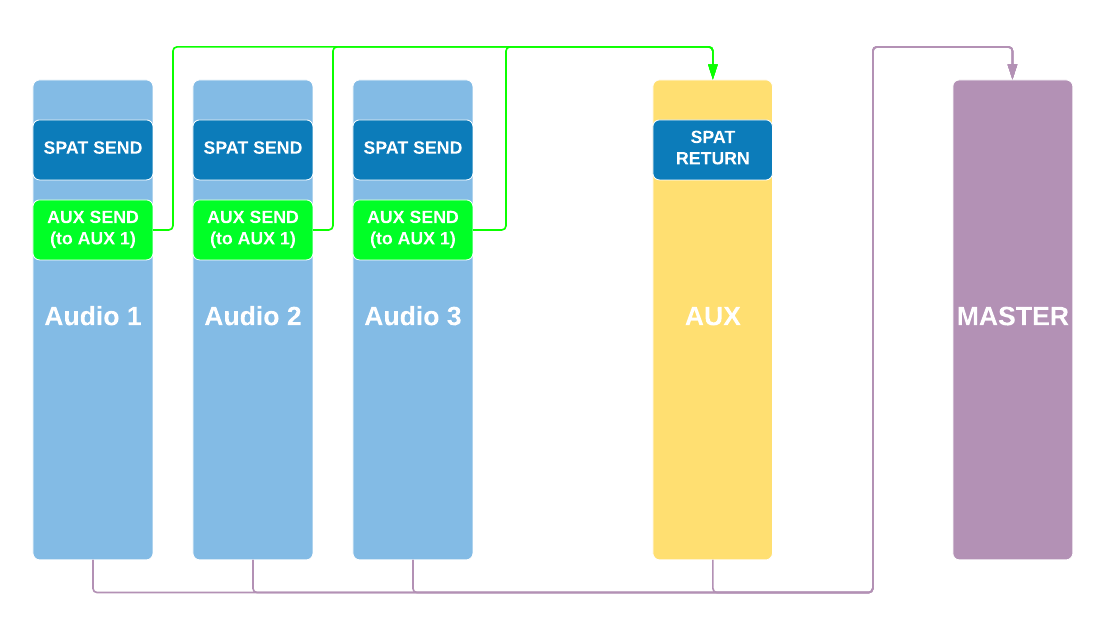 SPAT SEND
AUX SEND
(to AUX 1)
Audio 1
SPAT SEND
AUX SEND
(to AUX 1)
Audio 2
SPAT SEND
AUX SEND
(to AUX 1)
Audio 3
SPAT
RETURN
AUX
MASTER